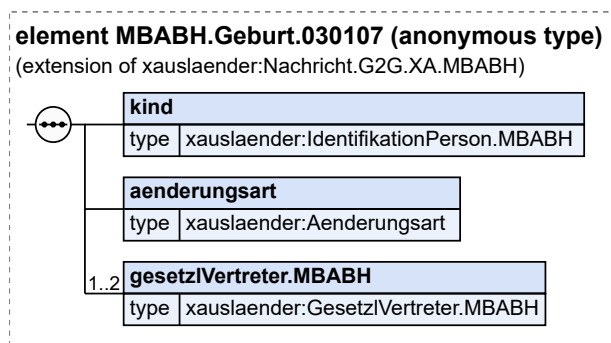 element MBABH.Geburt.030107 (anonymous type)
(extension of xauslaender:Nachricht.G2G.XA.MBABH)
kind
type xauslaender:IdentifikationPerson.MBABH
aenderungsart
type xauslaender:Aenderungsart
1..2 gesetzlVertreter.MBABH
type xauslaender:GesetzlVertreter.MBABH